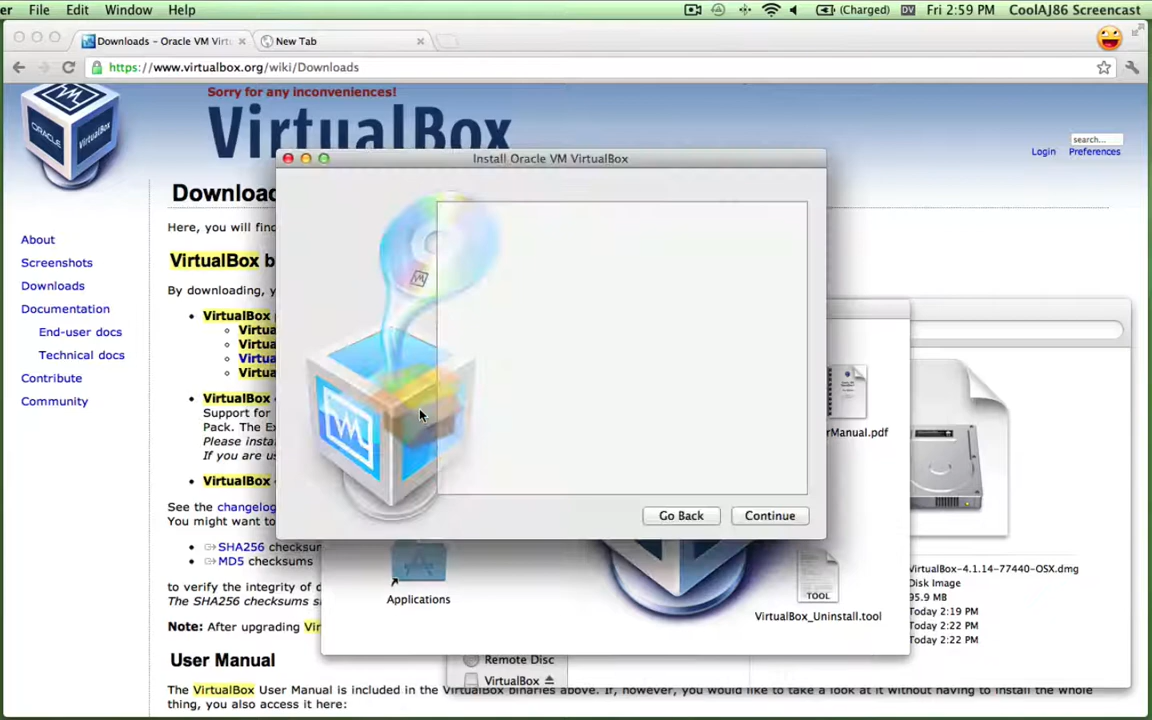 er File Edit Window Help (Charged) DV Fri 2:59 PM CoolAJ86 Screencast
Downloads – Oracle VM Virt New Tab
https://www.virtualbox.org/wiki/Downloads
Sorry for any inconveniences!
VirtualBox
ORACLE VirtualBox
search...
Login Preferences
Install Oracle VM VirtualBox
Downloa
Here, you will fin
About
Screenshots
Downloads
Documentation
End-user docs
Technical docs
Contribute
Community
VirtualBox b
By downloading, y
VirtualBox
Virtua
Virtua
Virtua
Virtua
VirtualBox
Support for
Pack. The Ex
Please insta
If you are us
VirtualBox
See the changelog
You might want to
SHA256 checksum
MD5 checksums
to verify the integrity of d
The SHA256 checksums s
Note: After upgrading Vir
Go Back Continue
erManual.pdf
Applications
TOOL
VirtualBox_Uninstall.tool
VirtualBox-4.1.14-77440-OSX.dmg
Disk Image
95.9 MB
Today 2:19 PM
Today 2:22 PM
Today 2:22 PM
Remote Disc
VirtualBox
User Manual
The VirtualBox User Manual is included in the VirtualBox binaries above. If, however, you would like to take a look at it without having to install the whole
thing, you also access it here: